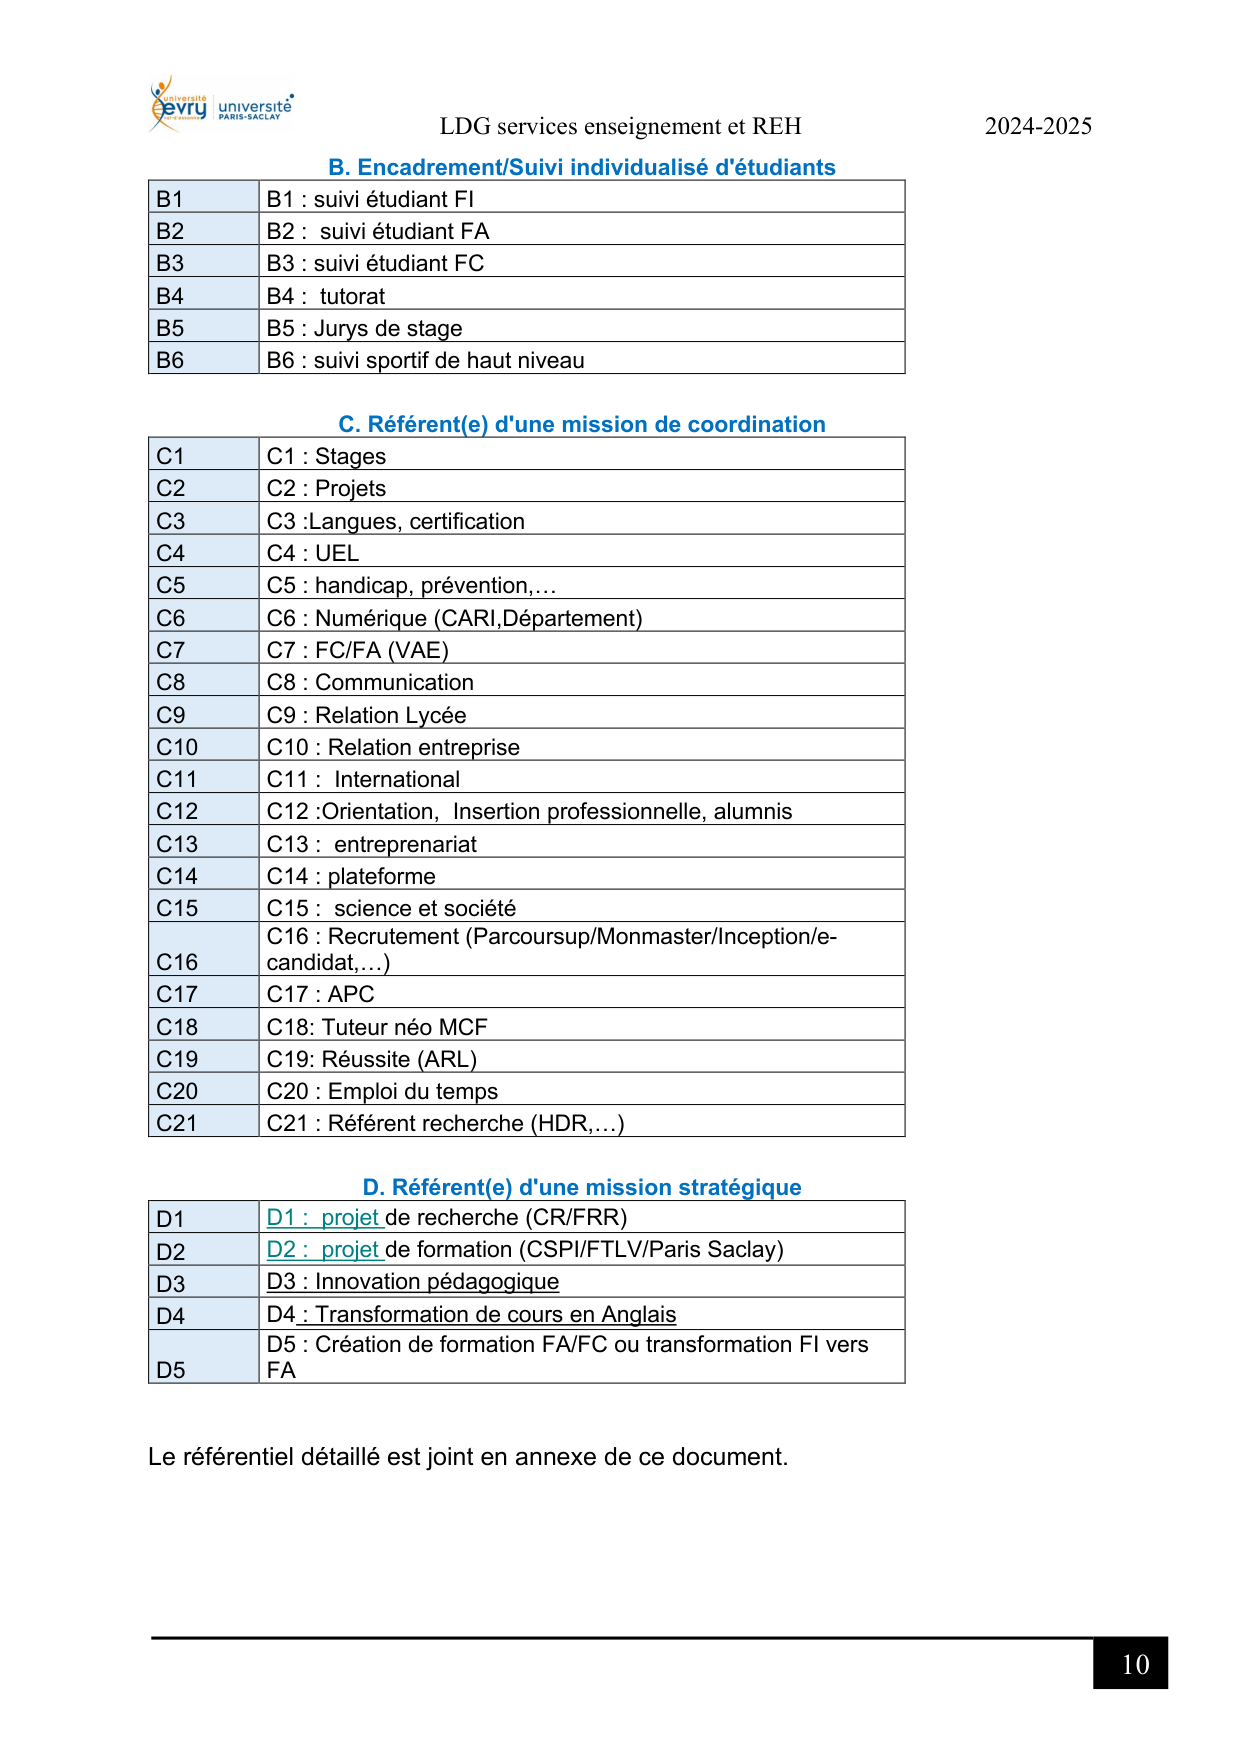 université
evry
université
PARIS-SACLAY
LDG services enseignement et REH 2024-2025
B. Encadrement/Suivi individualisé d'étudiants
B1 B1 : suivi étudiant FI
B2 B2 : suivi étudiant FA
B3 B3 : suivi étudiant FC
B4 B4 : tutorat
B5 B5 : Jurys de stage
B6 B6 : suivi sportif de haut niveau
C. Référent(e) d'une mission de coordination
C1 C1 : Stages
C2 C2 : Projets
C3 C3 :Langues, certification
C4 C4 : UEL
C5 C5 : handicap, prévention,…
C6 C6 : Numérique (CARI,Département)
C7 C7 : FC/FA (VAE)
C8 C8 : Communication
C9 C9 : Relation Lycée
C10 C10 : Relation entreprise
C11 C11 : International
C12 C12 :Orientation, Insertion professionnelle, alumnis
C13 C13 : entreprenariat
C14 C14 : plateforme
C15 C15 : science et société
C16 : Recrutement (Parcoursup/Monmaster/Inception/e-
C16 candidat,…)
C17 C17 : APC
C18 C18: Tuteur néo MCF
C19 C19: Réussite (ARL)
C20 C20 : Emploi du temps
C21 C21 : Référent recherche (HDR,…)
D. Référent(e) d'une mission stratégique
D1 D1 : projet de recherche (CR/FRR)
D2 D2 : projet de formation (CSPI/FTLV/Paris Saclay)
D3 D3 : Innovation pédagogique
D4 D4 : Transformation de cours en Anglais
D5 : Création de formation FA/FC ou transformation FI vers
D5 FA
Le référentiel détaillé est joint en annexe de ce document.
10